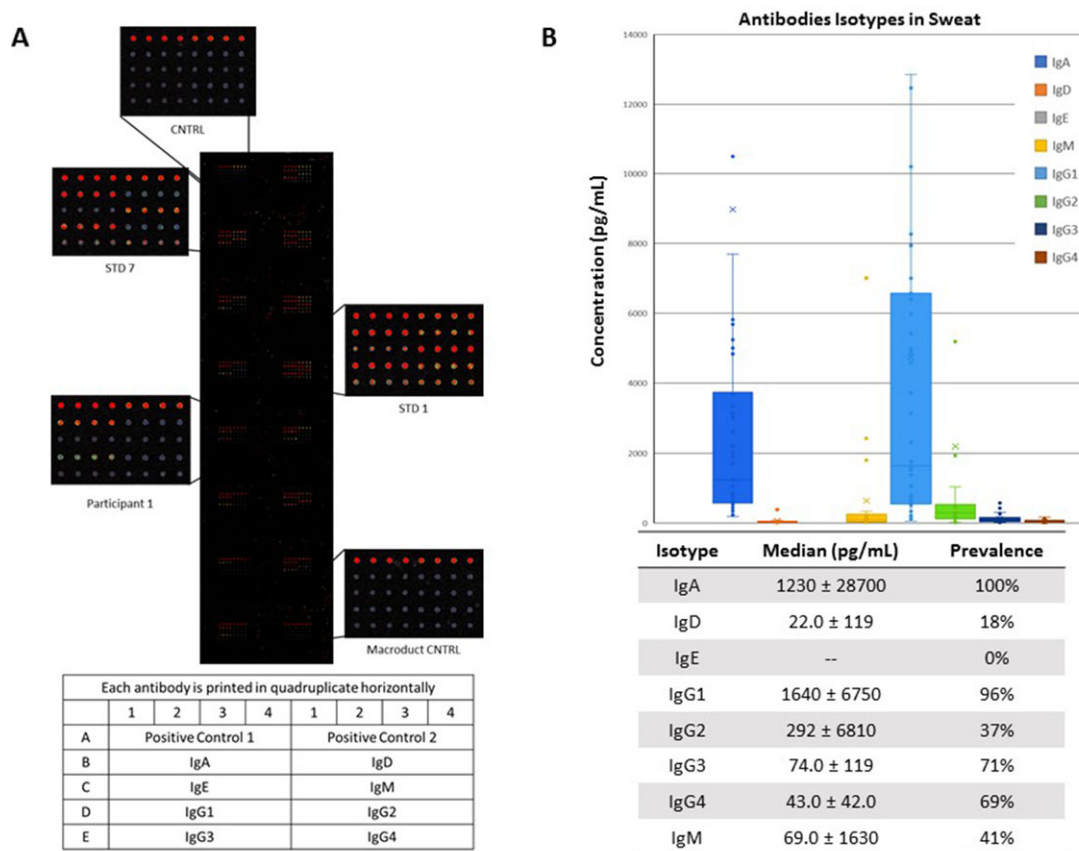 A
CNTRL
STD 7
STD 1
Participant 1
Macroduct CNTRL
Each antibody is printed in quadruplicate horizontally
1 2 3 4 1 2 3 4
A Positive Control 1 Positive Control 2
B IgA IgD
C IgE IgM
D IgG1 IgG2
E IgG3 IgG4
B
Antibodies Isotypes in Sweat
Concentration (pg/mL)
14000
12000
10000
8000
6000
4000
2000
0
IgA
IgD
IgE
IgM
IgG1
IgG2
IgG3
IgG4
Isotype Median (pg/mL) Prevalence
IgA 1230 ± 28700 100%
IgD 22.0 ± 119 18%
IgE -- 0%
IgG1 1640 ± 6750 96%
IgG2 292 ± 6810 37%
IgG3 74.0 ± 119 71%
IgG4 43.0 ± 42.0 69%
IgM 69.0 ± 1630 41%